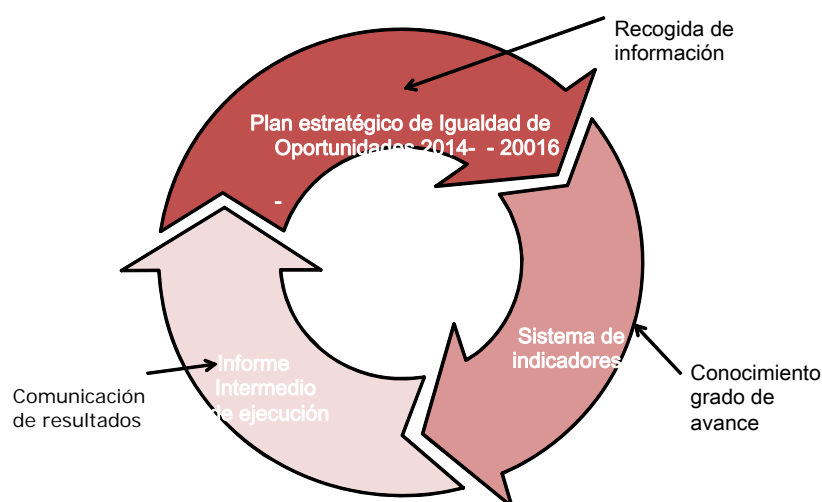 Recogida de
información
Plan estratégico de Igualdad de
Oportunidades 2014- - 20016
-
Sistema de
indicadores
Conocimiento
grado de
avance
Informe
Intermedio
de ejecución
Comunicación
de resultados